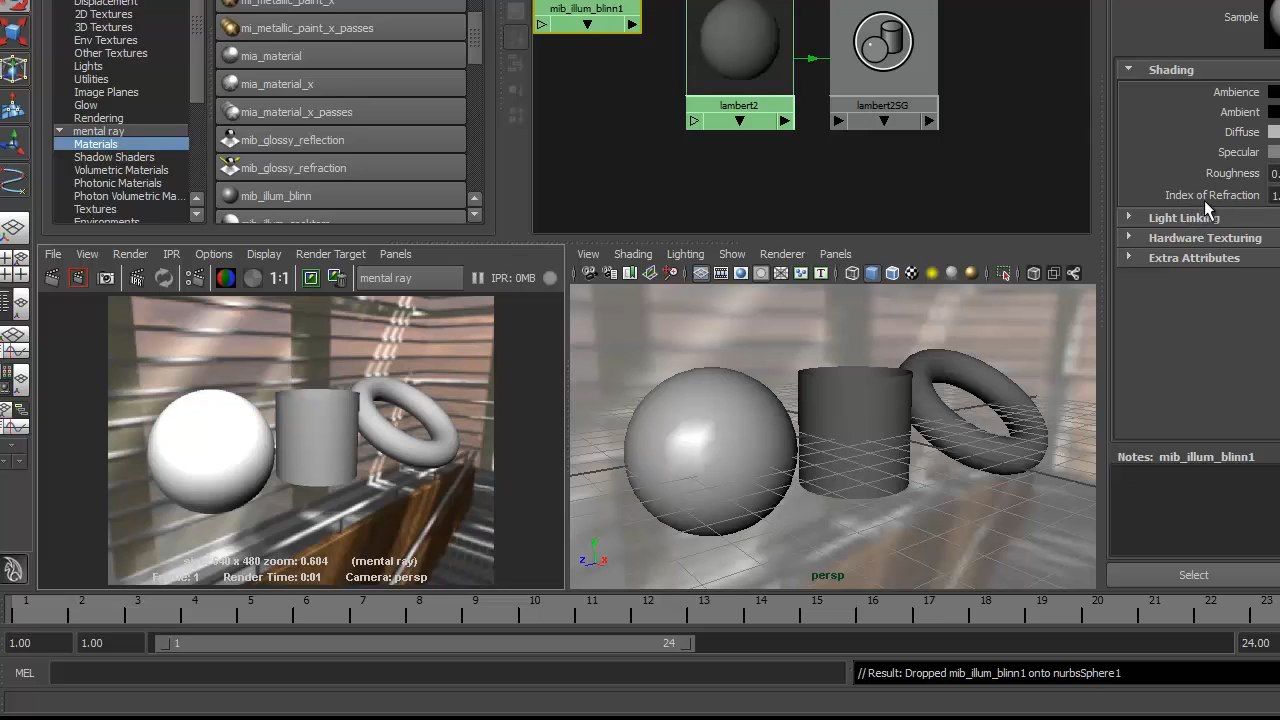 Displacement
2D Textures
3D Textures
Env Textures
Other Textures
Lights
Utilities
Image Planes
Glow
Rendering
mental ray
Materials
Shadow Shaders
Volumetric Materials
Photonic Materials
Photon Volumetric Ma...
Textures
Environments
mi_metallic_paint_x
mi_metallic_paint_x_passes
mia_material
mia_material_x
mia_material_x_passes
mib_glossy_reflection
mib_glossy_refraction
mib_illum_blinn
mib_illum_blinn1
lambert2
lambert2SG
Sample
Shading
Ambience
Ambient
Diffuse
Specular
Roughness 0.
Index of Refraction 1.
Light Linking
Hardware Texturing
Extra Attributes
Notes: mib_illum_blinn1
Select
File View Render IPR Options Display Render Target Panels
1:1 mental ray IPR: 0MB
640 x 480 zoom: 0.604 (mental ray)
Frame: 1 Render Time: 0:01 Camera: persp
View Shading Lighting Show Renderer Panels
T
z x
persp
1 2 3 4 5 6 7 8 9 10 11 12 13 14 15 16 17 18 19 20 21 22 23
1.00 1.00 1 24 24.00
MEL // Result: Dropped mib_illum_blinn1 onto nurbsSphere1